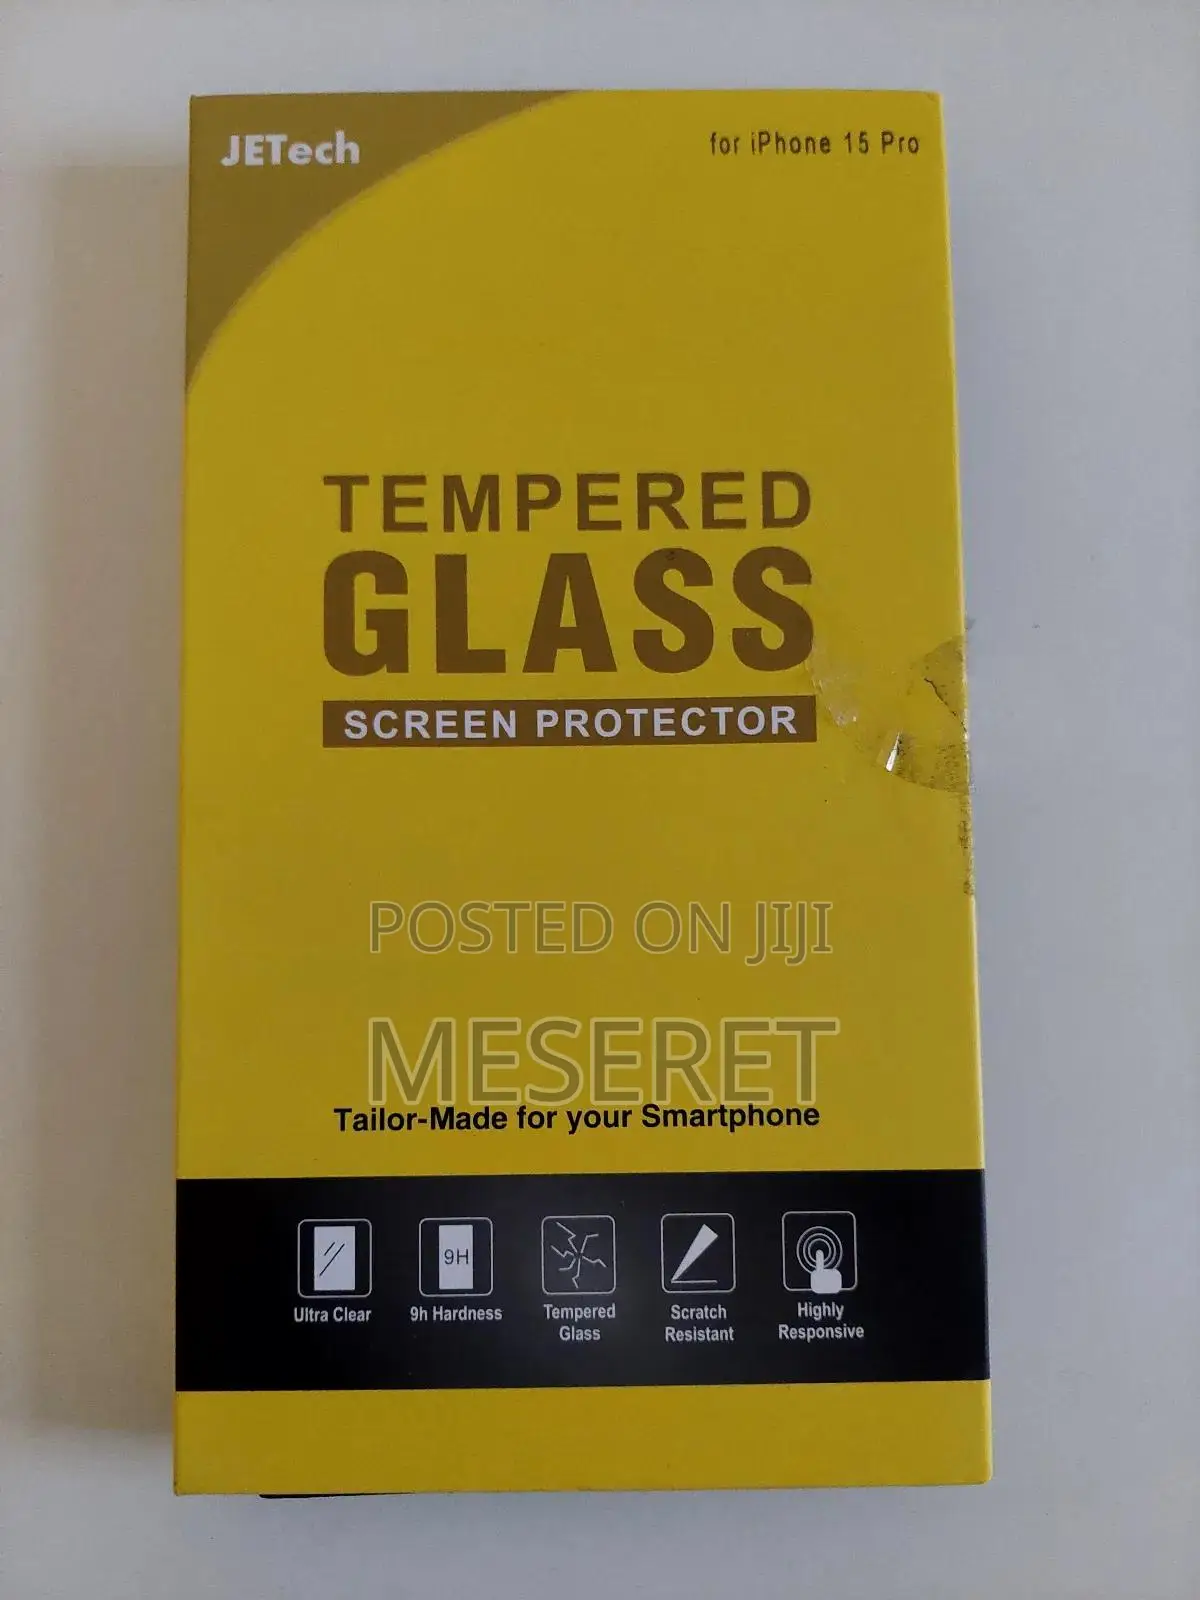 JETech
for iPhone 15 Pro
TEMPERED
GLASS
SCREEN PROTECTOR
POSTED ON JIJI
MESERET
Tailor-Made for your Smartphone
9H
Ultra Clear
9h Hardness
Tempered
Glass
Scratch
Resistant
Highly
Responsive